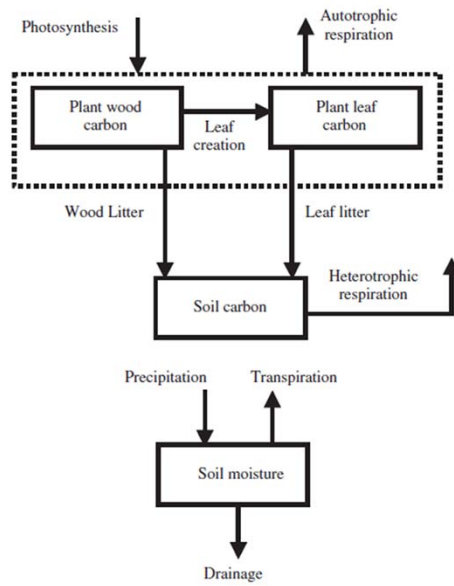 Photosynthesis
Autotrophic
respiration
Plant wood
carbon
Leaf
creation
Plant leaf
carbon
Wood Litter
Leaf litter
Heterotrophic
respiration
Soil carbon
Precipitation
Transpiration
Soil moisture
Drainage